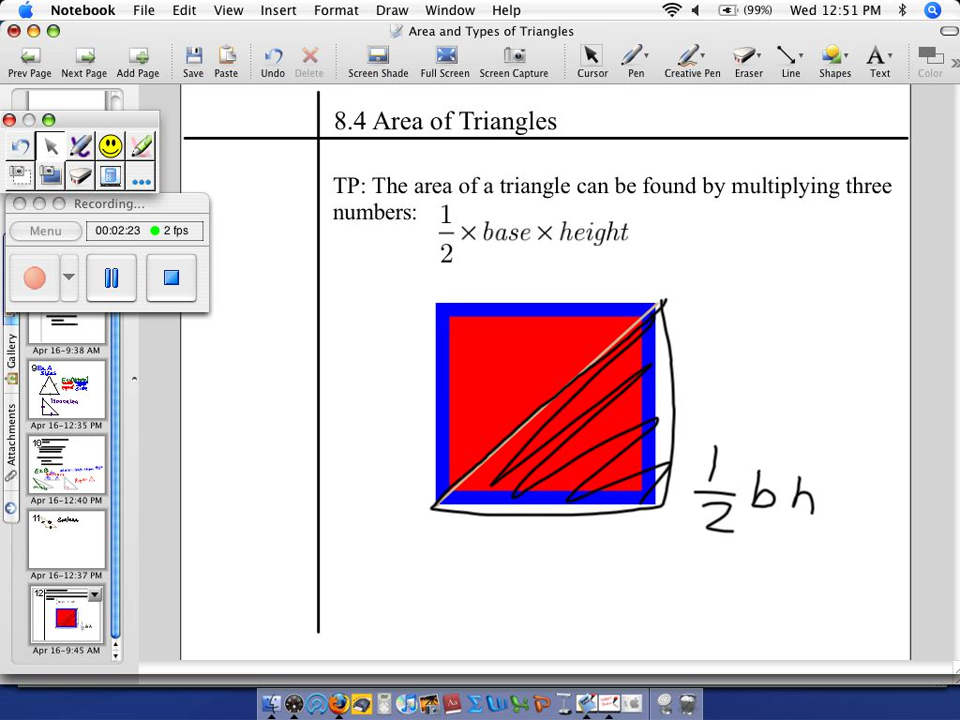 Notebook File Edit View Insert Format Draw Window Help (99%) Wed 12:51 PM
Area and Types of Triangles
Prev Page Next Page Add Page Save Paste Undo Delete Screen Shade Full Screen Screen Capture Cursor Pen Creative Pen Eraser Line Shapes Text Color
8.4 Area of Triangles
Recording...
Menu 00:02:23 2 fps
TP: The area of a triangle can be found by multiplying three
numbers: 1/2 × base × height
1/2 b h
Gallery
Attachments
Apr 16-9:38 AM
9
Apr 16-12:35 PM
10
Apr 16-12:40 PM
11
Apr 16-12:37 PM
12
Apr 16-9:45 AM